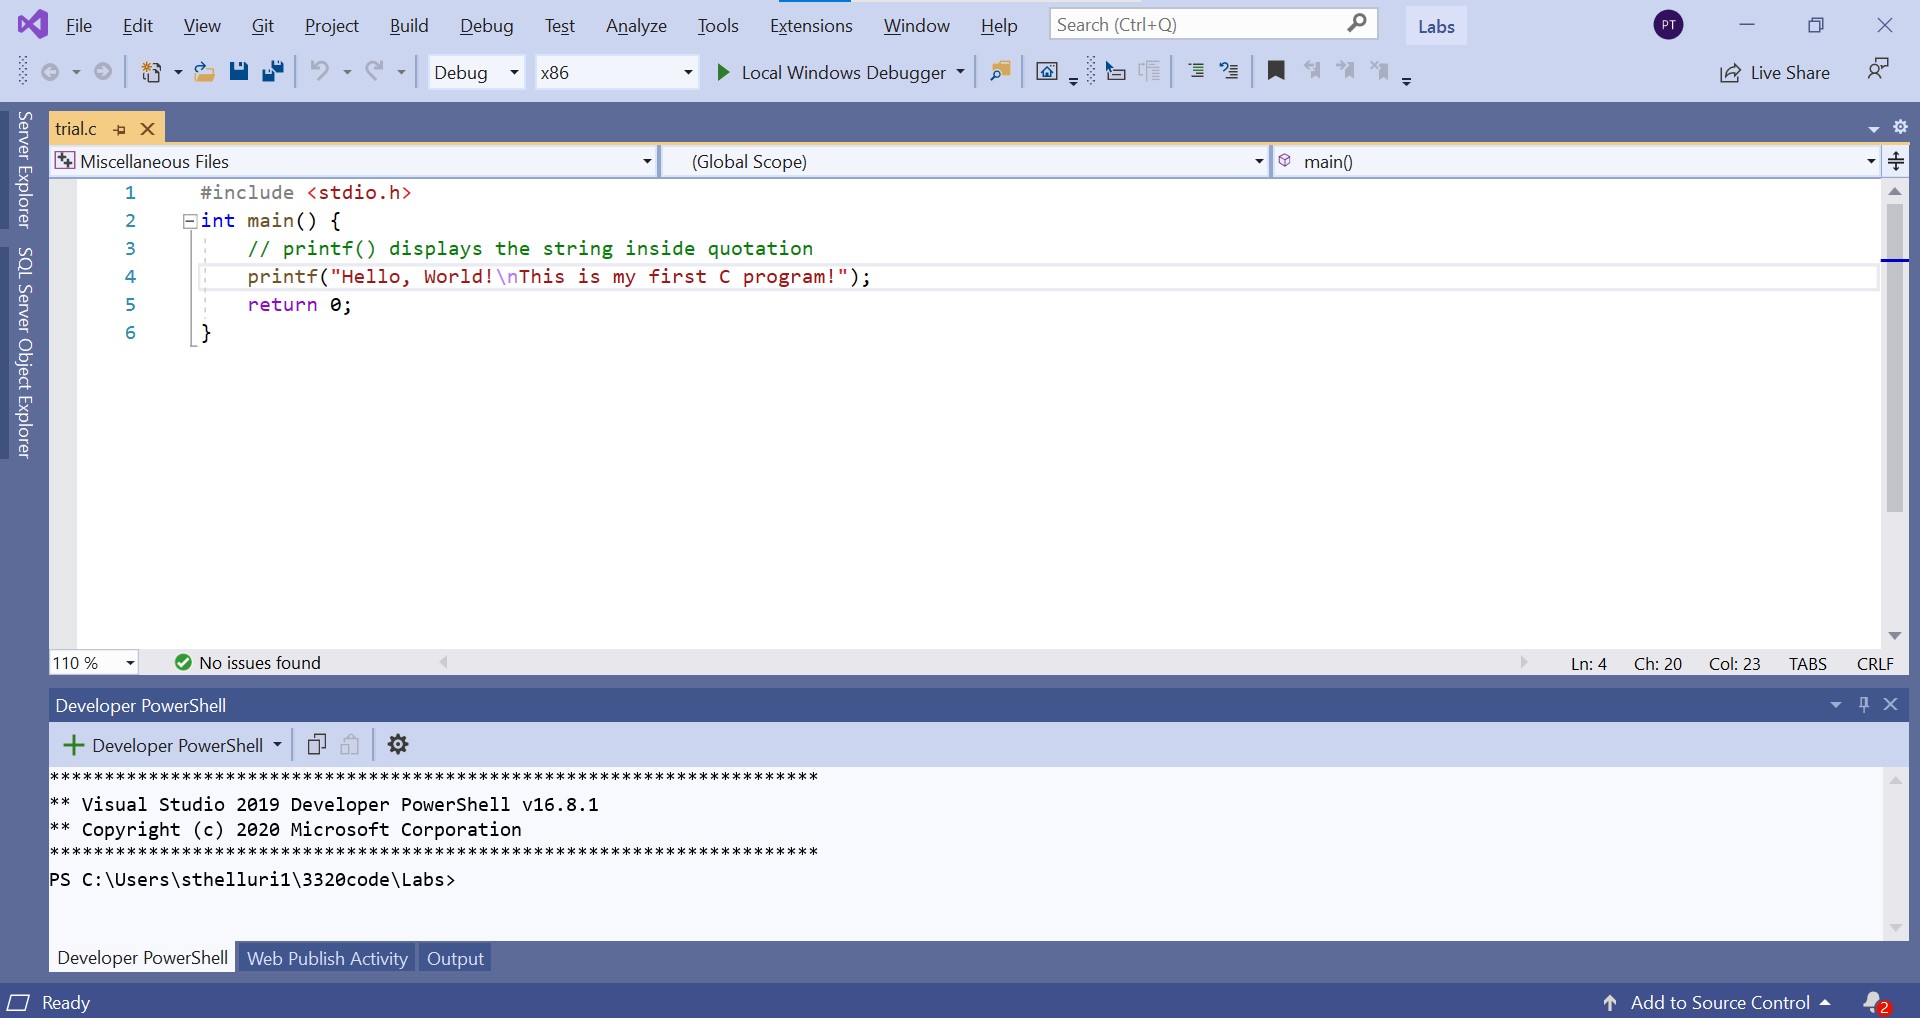 File Edit View Git Project Build Debug Test Analyze Tools Extensions Window Help Search (Ctrl+Q) Labs PT
Debug x86 Local Windows Debugger Live Share
Server Explorer
SQL Server Object Explorer
trial.c
Miscellaneous Files (Global Scope) main()
1 #include <stdio.h>
2 int main() {
3 // printf() displays the string inside quotation
4 printf("Hello, World!\nThis is my first C program!");
5 return 0;
6 }
110 % No issues found Ln: 4 Ch: 20 Col: 23 TABS CRLF
Developer PowerShell
Developer PowerShell
**********************************************************************
** Visual Studio 2019 Developer PowerShell v16.8.1
** Copyright (c) 2020 Microsoft Corporation
**********************************************************************
PS C:\Users\sthelluri1\3320code\Labs>
Developer PowerShell Web Publish Activity Output
Ready Add to Source Control 2